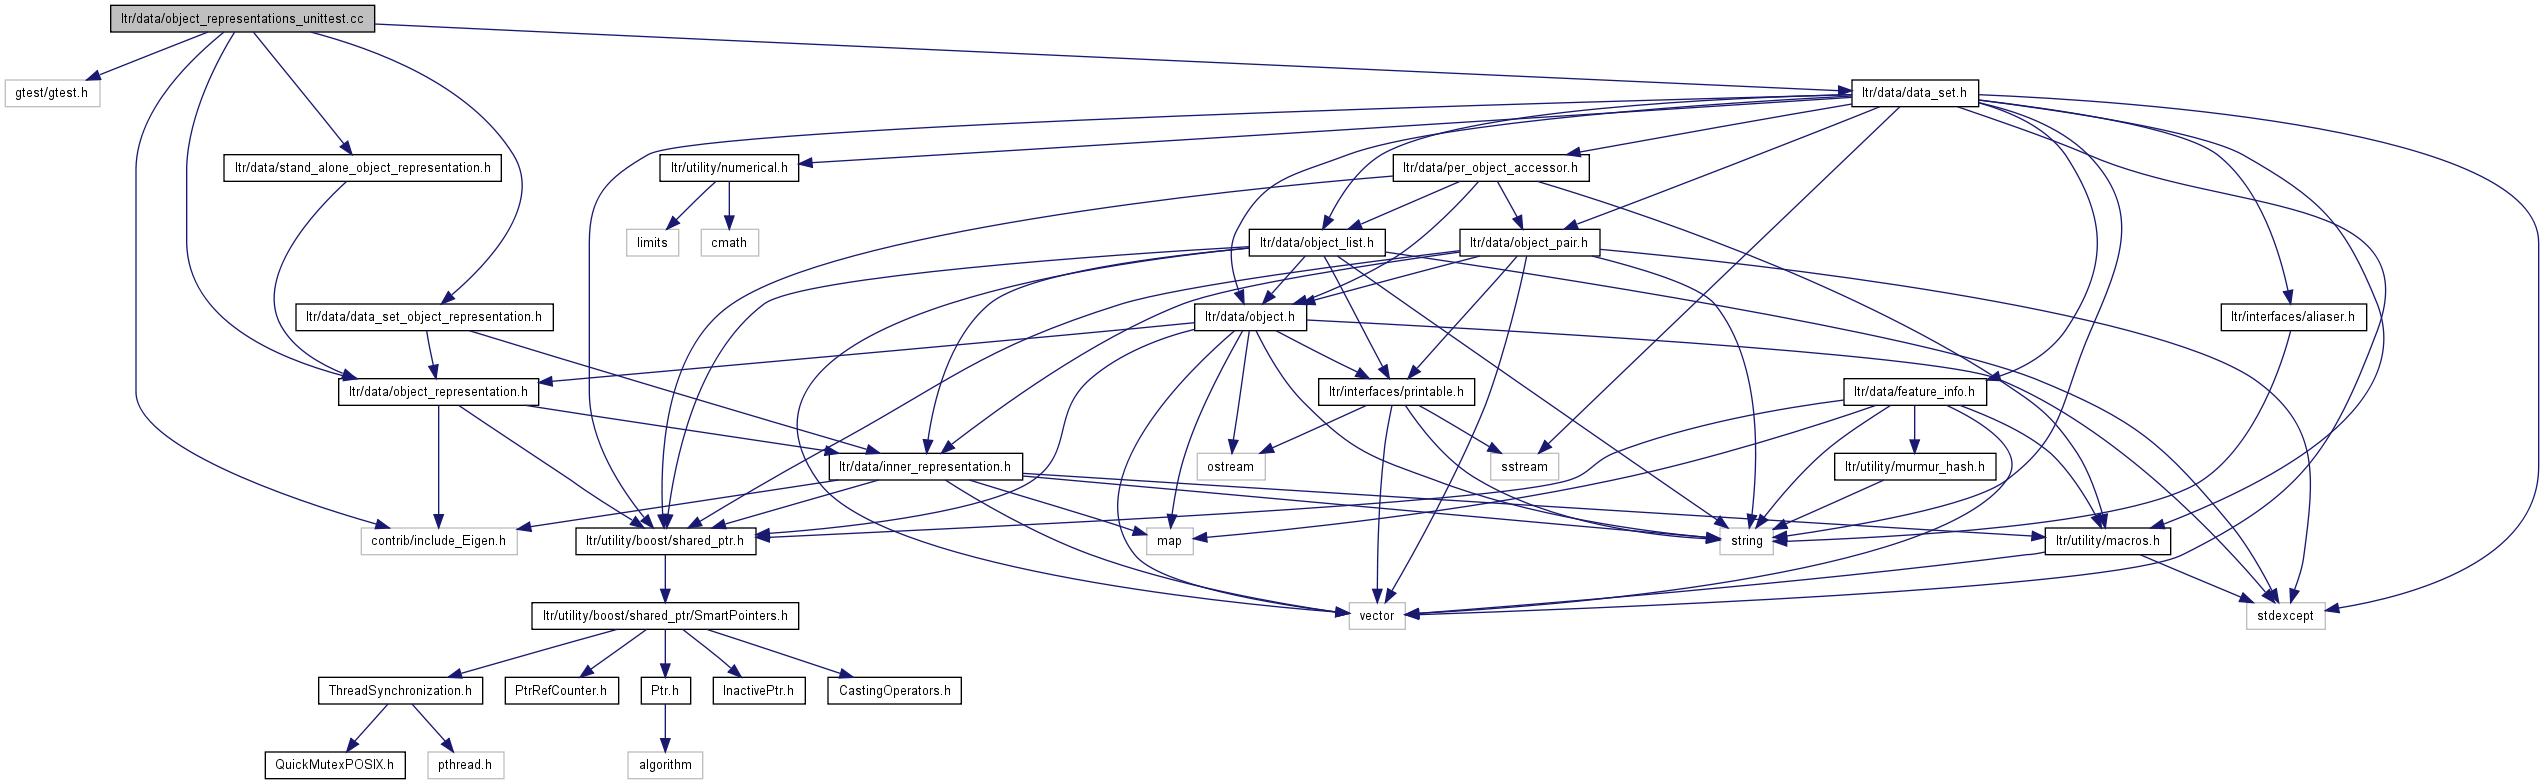 ltr/data/object_representations_unittest.cc
gtest/gtest.h
ltr/data/data_set.h
ltr/data/stand_alone_object_representation.h
ltr/utility/numerical.h
ltr/data/per_object_accessor.h
limits
cmath
ltr/data/object_list.h
ltr/data/object_pair.h
ltr/data/data_set_object_representation.h
ltr/data/object.h
ltr/interfaces/aliaser.h
ltr/data/object_representation.h
ltr/interfaces/printable.h
ltr/data/feature_info.h
ltr/data/inner_representation.h
ostream
sstream
ltr/utility/murmur_hash.h
contrib/include_Eigen.h
ltr/utility/boost/shared_ptr.h
map
string
ltr/utility/macros.h
ltr/utility/boost/shared_ptr/SmartPointers.h
vector
stdexcept
ThreadSynchronization.h
PtrRefCounter.h
Ptr.h
InactivePtr.h
CastingOperators.h
QuickMutexPOSIX.h
pthread.h
algorithm